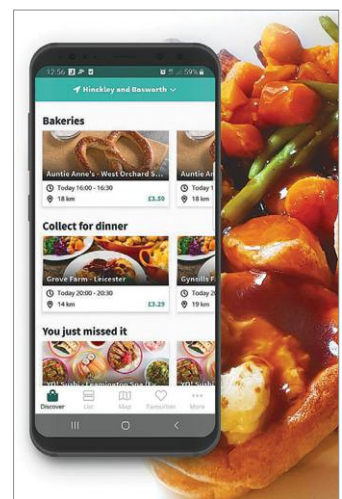 12:56
59%
Hinckley and Bosworth
Bakeries
Auntie Anne's - West Orchard S...
Auntie An
Today 16:00 - 16:30
Today 1
18 km
£3.59
18 km
Collect for dinner
Grove Farm - Leicester
Gynsills F
Today 20:00 - 20:30
Today 2
14 km
£3.29
19 km
You just missed it
YO! Sushi - Leamington Spa (T
YO! Sushi
Discover
List
Map
Favourites
More